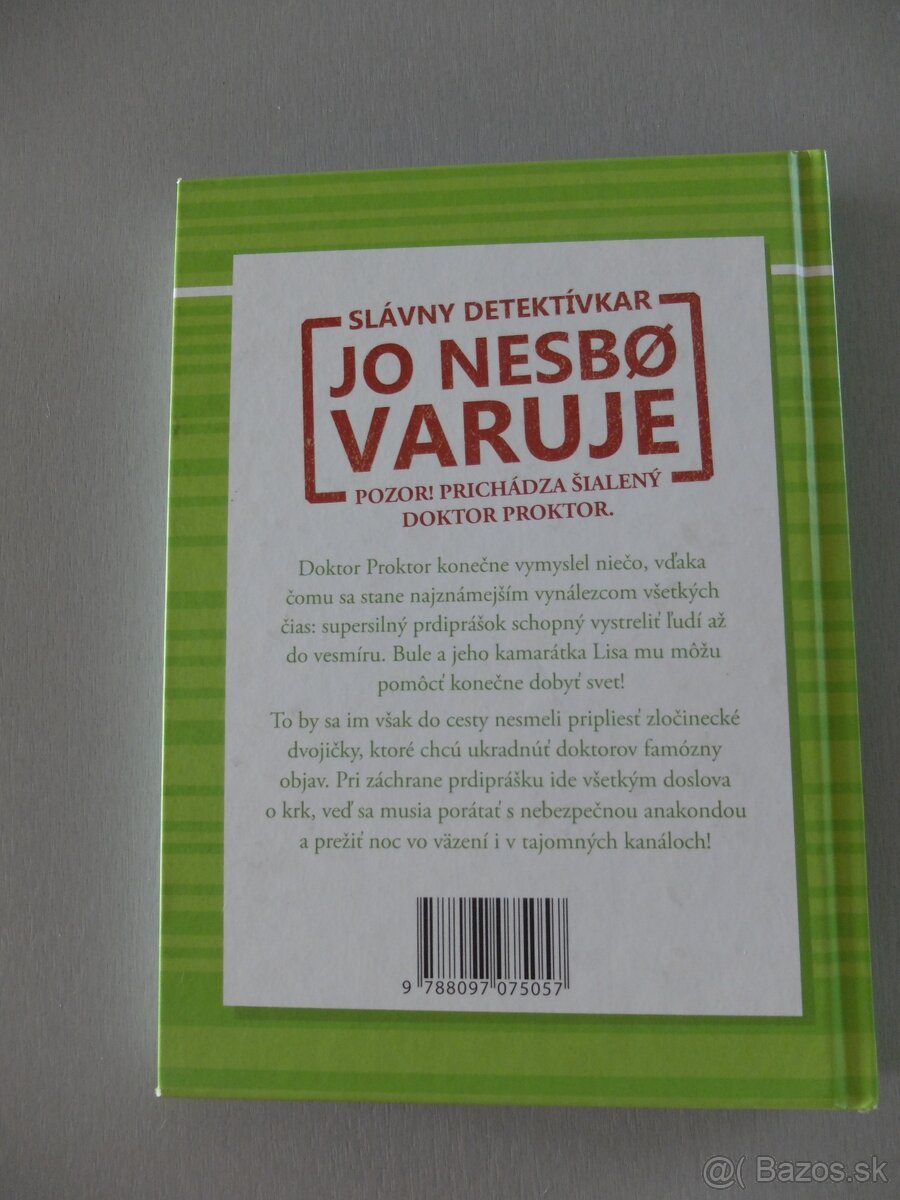 SLÁVNY DETEKTÍVKAR
JO NESBØ
VARUJE
POZOR! PRICHÁDZA ŠIALENÝ
DOKTOR PROKTOR.
Doktor Proktor konečne vymyslel niečo, vďaka
čomu sa stane najznámejším vynálezcom všetkých
čias: supersilný prdiprášok schopný vystreliť ľudí až
do vesmíru. Bule a jeho kamarátka Lisa mu môžu
pomôcť konečne dobyť svet!
To by sa im však do cesty nesmeli pripliesť zločinecké
dvojičky, ktoré chcú ukradnúť doktorov famózny
objav. Pri záchrane prdiprášku ide všetkým doslova
o krk, veď sa musia porátať s nebezpečnou anakondou
a prežiť noc vo väzení i v tajomných kanáloch!
9 788097 075057
@( Bazos.sk